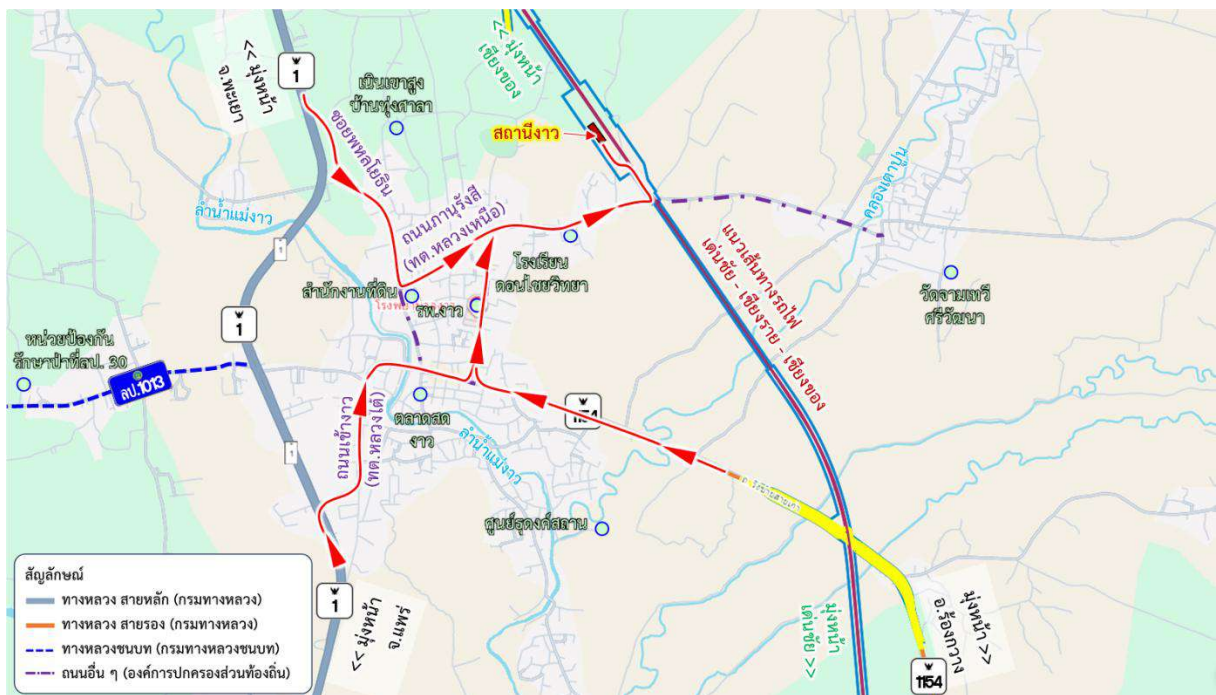 1
<< มุ่งหน้า
จ.พะเยา
เนินเขาสูง
บ้านทุ่งศาลา
<< มุ่งหน้า
เชียงของ
สถานีงาว
ซอยพหลโยธิน
ลำน้ำแม่งาว
ถนนภานุรังสี
(ทต.หลวงเหนือ)
คลองเตาปูน
1
โรงเรียน
ดอนไชยวิทยา
แนวเส้นทางรถไฟ
เด่นชัย - เชียงราย - เชียงของ
วัดจามเทวี
ศรีวัฒนา
สำนักงานที่ดิน
รพ.งาว
1
หน่วยป้องกัน
รักษาป่าที่ลป. 30
ลป.1013
ถนนเข้างาว
(ทต.หลวงใต้)
ตลาดสด
งาว
1154
ลำน้ำแม่งาว
1
ศูนย์ธุดงค์สถาน
1
<< มุ่งหน้า
จ.แพร่
มุ่งหน้า
เด่นชัย >>
มุ่งหน้า >>
อ.ร้องกวาง
1154
สัญลักษณ์
ทางหลวง สายหลัก (กรมทางหลวง)
ทางหลวง สายรอง (กรมทางหลวง)
ทางหลวงชนบท (กรมทางหลวงชนบท)
ถนนอื่น ๆ (องค์การปกครองส่วนท้องถิ่น)